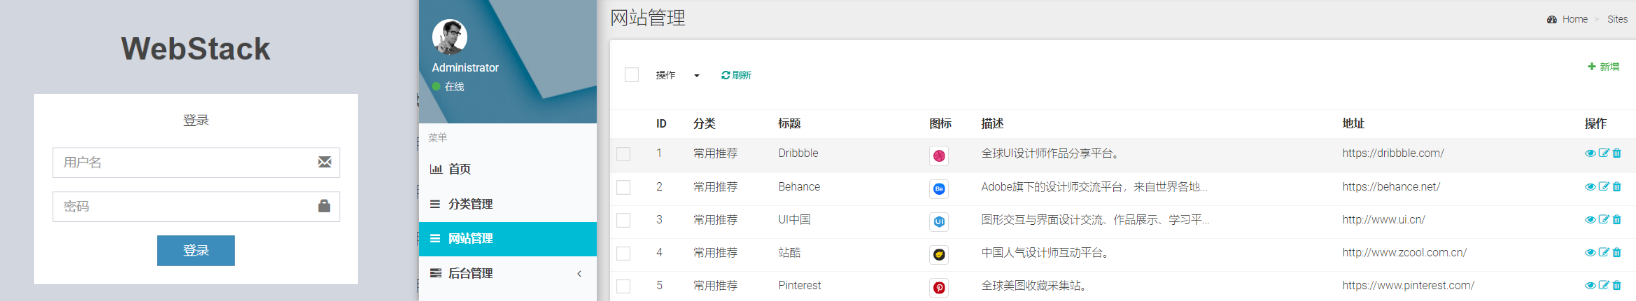 WebStack
登录
用户名
密码
登录
Administrator
在线
菜单
首页
分类管理
网站管理
后台管理
网站管理
Home > Sites
操作 刷新 新增
ID 分类 标题 图标 描述 地址 操作
1 常用推荐 Dribbble 全球UI设计师作品分享平台。 https://dribbble.com/
2 常用推荐 Behance Be Adobe旗下的设计师交流平台，来自世界各地... https://behance.net/
3 常用推荐 UI中国 图形交互与界面设计交流、作品展示、学习平... http://www.ui.cn/
4 常用推荐 站酷 中国人气设计师互动平台。 http://www.zcool.com.cn/
5 常用推荐 Pinterest 全球美图收藏采集站。 https://www.pinterest.com/